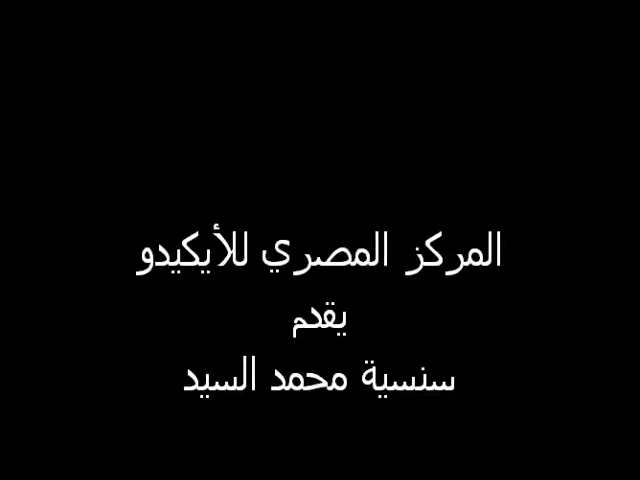 المركز المصري للأيكيدو
يقدم
سنسية محمد السيد